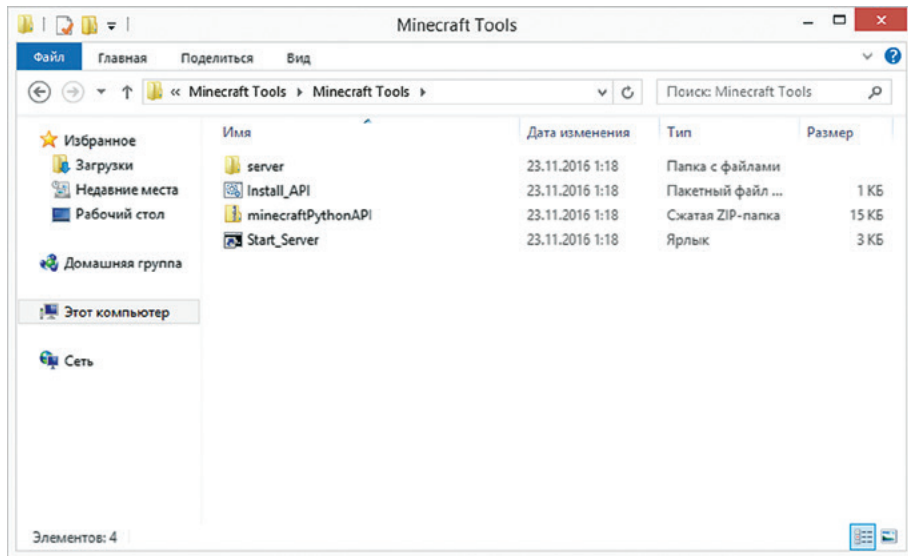 Minecraft Tools
Файл Главная Поделиться Вид
« Minecraft Tools Minecraft Tools Поиск: Minecraft Tools
Избранное
Загрузки
Недавние места
Рабочий стол
Домашняя группа
Этот компьютер
Сеть
Имя Дата изменения Тип Размер
server 23.11.2016 1:18 Папка с файлами
Install_API 23.11.2016 1:18 Пакетный файл ... 1 КБ
minecraftPythonAPI 23.11.2016 1:18 Сжатая ZIP-папка 15 КБ
Start_Server 23.11.2016 1:18 Ярлык 3 КБ
Элементов: 4